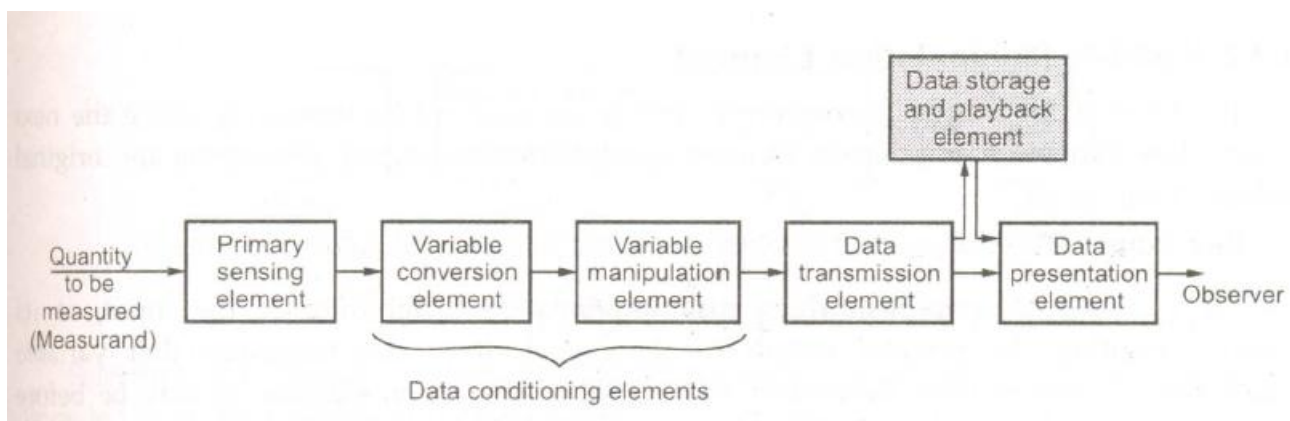 Data storage
and playback
element
Quantity
to be
measured
(Measurand)
Primary
sensing
element
Variable
conversion
element
Variable
manipulation
element
Data
transmission
element
Data
presentation
element
Observer
Data conditioning elements